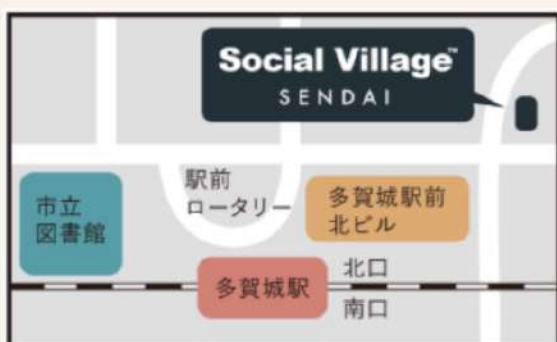 Social Village™
SENDAI
駅前
ロータリー
市立
図書館
多賀城駅前
北ビル
多賀城駅
北口
南口